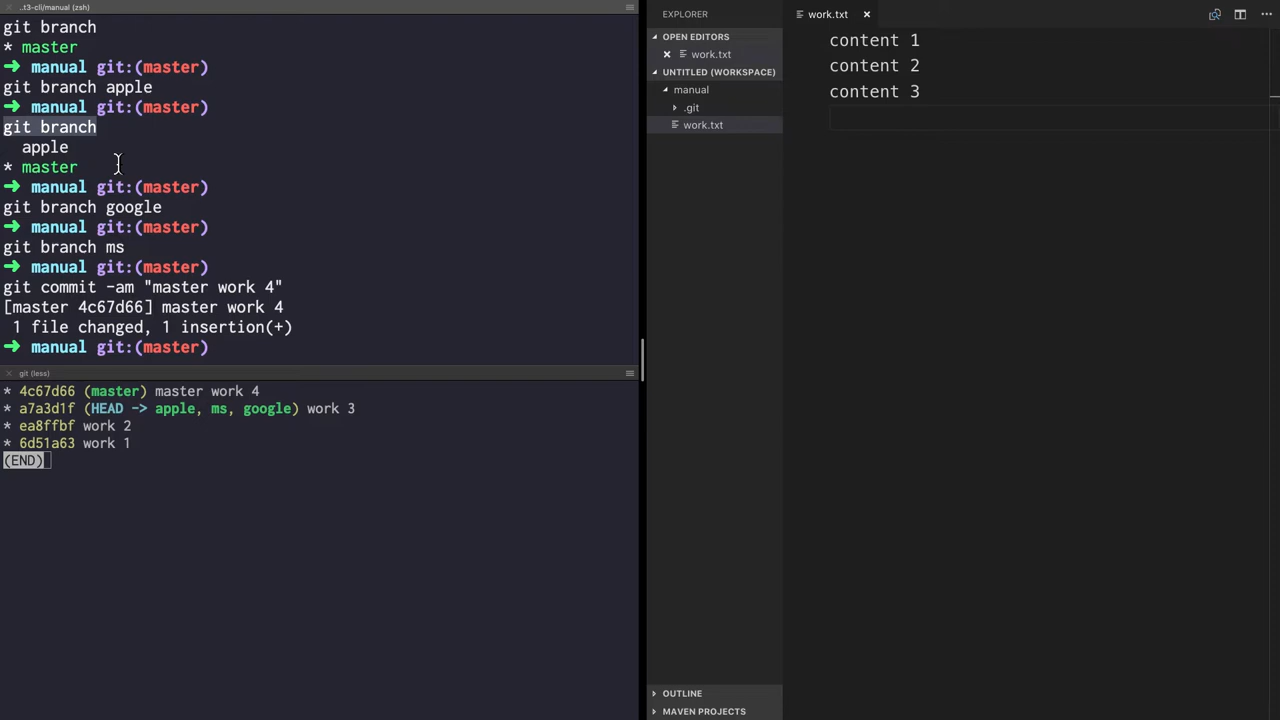 ..t3-cli/manual (zsh)
git branch
* master
➜ manual git:(master)
git branch apple
➜ manual git:(master)
git branch
apple
* master
➜ manual git:(master)
git branch google
➜ manual git:(master)
git branch ms
➜ manual git:(master)
git commit -am "master work 4"
[master 4c67d66] master work 4
1 file changed, 1 insertion(+)
➜ manual git:(master)
git (less)
* 4c67d66 (master) master work 4
* a7a3d1f (HEAD -> apple, ms, google) work 3
* ea8ffbf work 2
* 6d51a63 work 1
(END)
EXPLORER
OPEN EDITORS
work.txt
UNTITLED (WORKSPACE)
manual
.git
work.txt
OUTLINE
MAVEN PROJECTS
work.txt
content 1
content 2
content 3